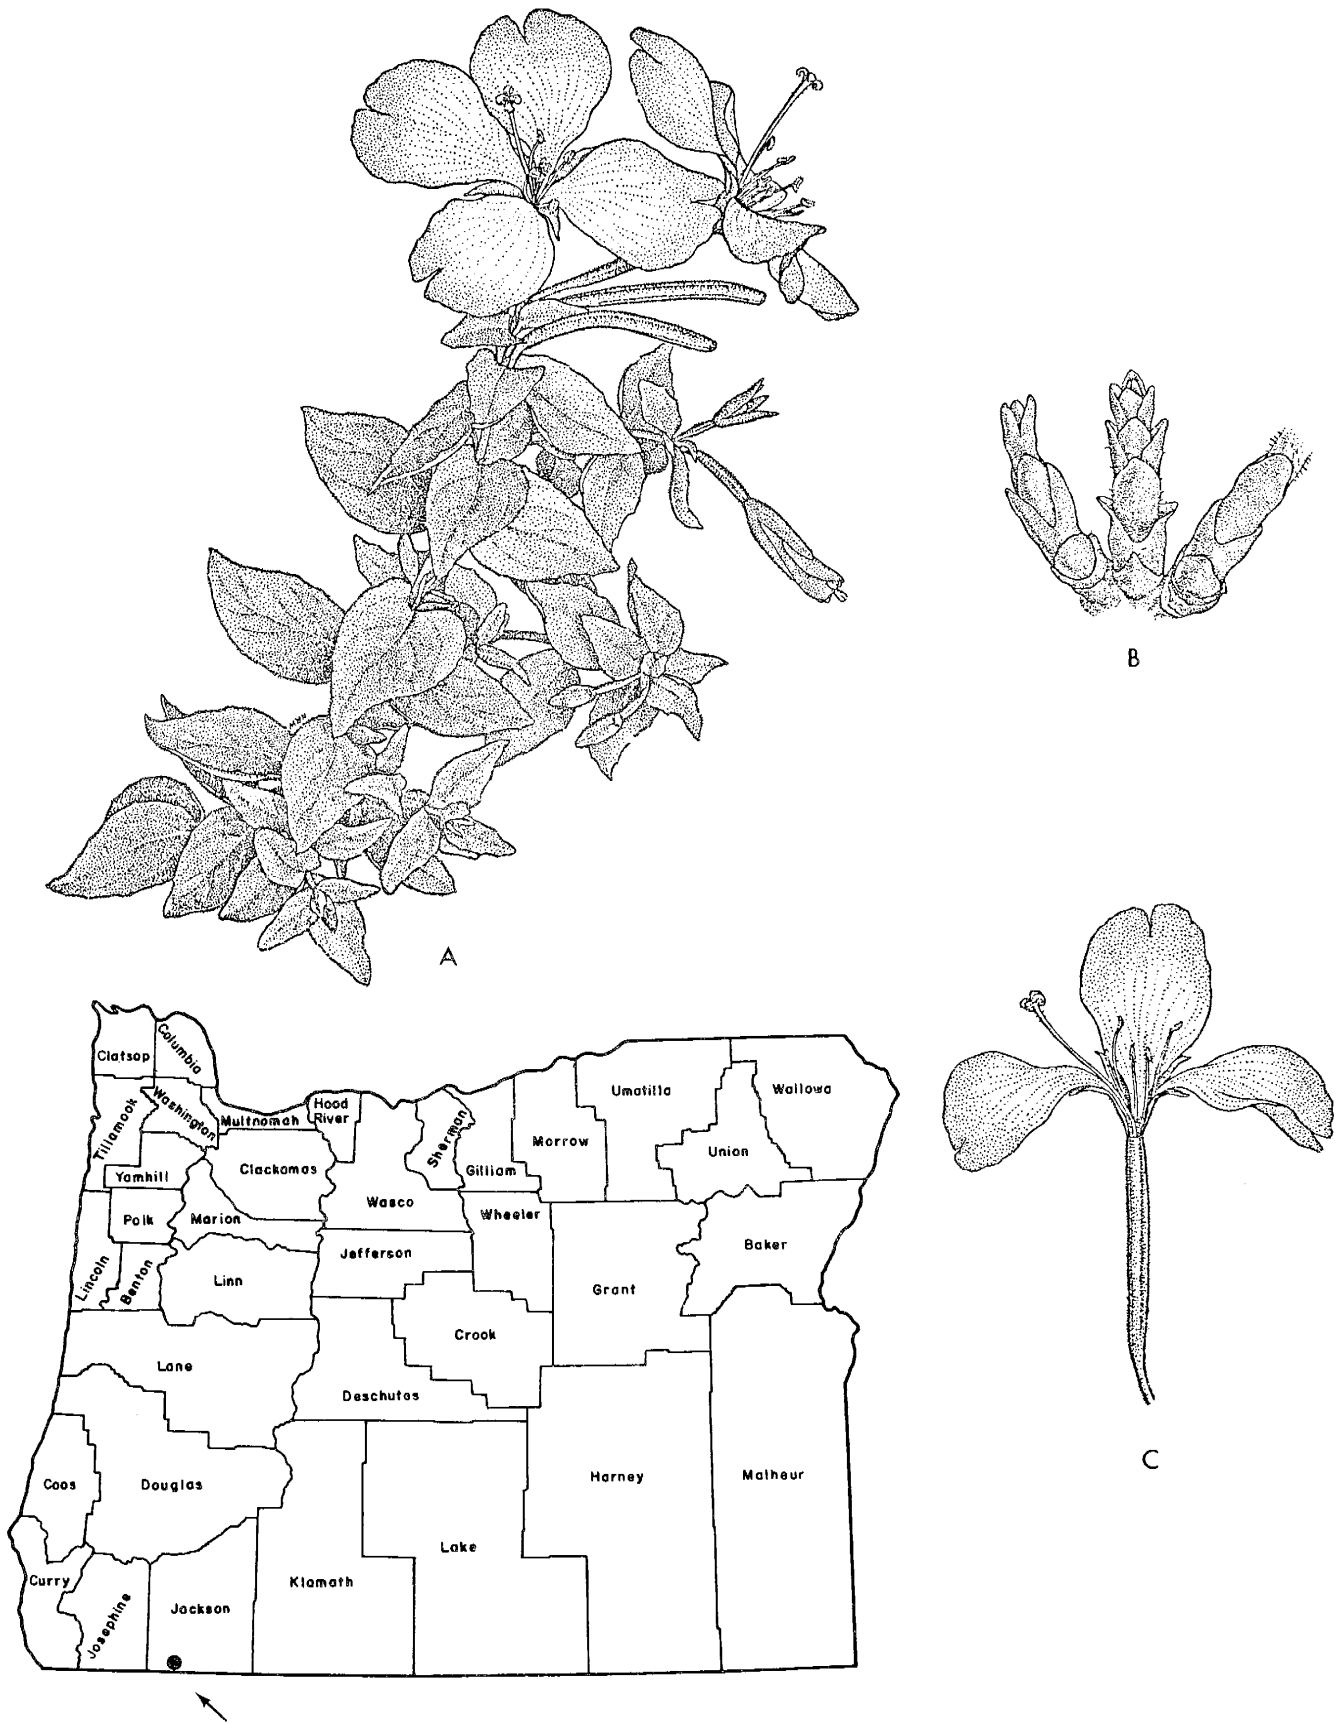 B
A
C
Clatsop
Columbia
Tillamook
Washington
Multnomah
Hood
River
Sherman
Gilliam
Morrow
Umatilla
Wallowa
Union
Yamhill
Clackamas
Wasco
Wheeler
Polk
Marion
Jefferson
Baker
Lincoln
Benton
Linn
Grant
Crook
Lane
Deschutes
Coos
Douglas
Harney
Malheur
Lake
Curry
Josephine
Jackson
Klamath